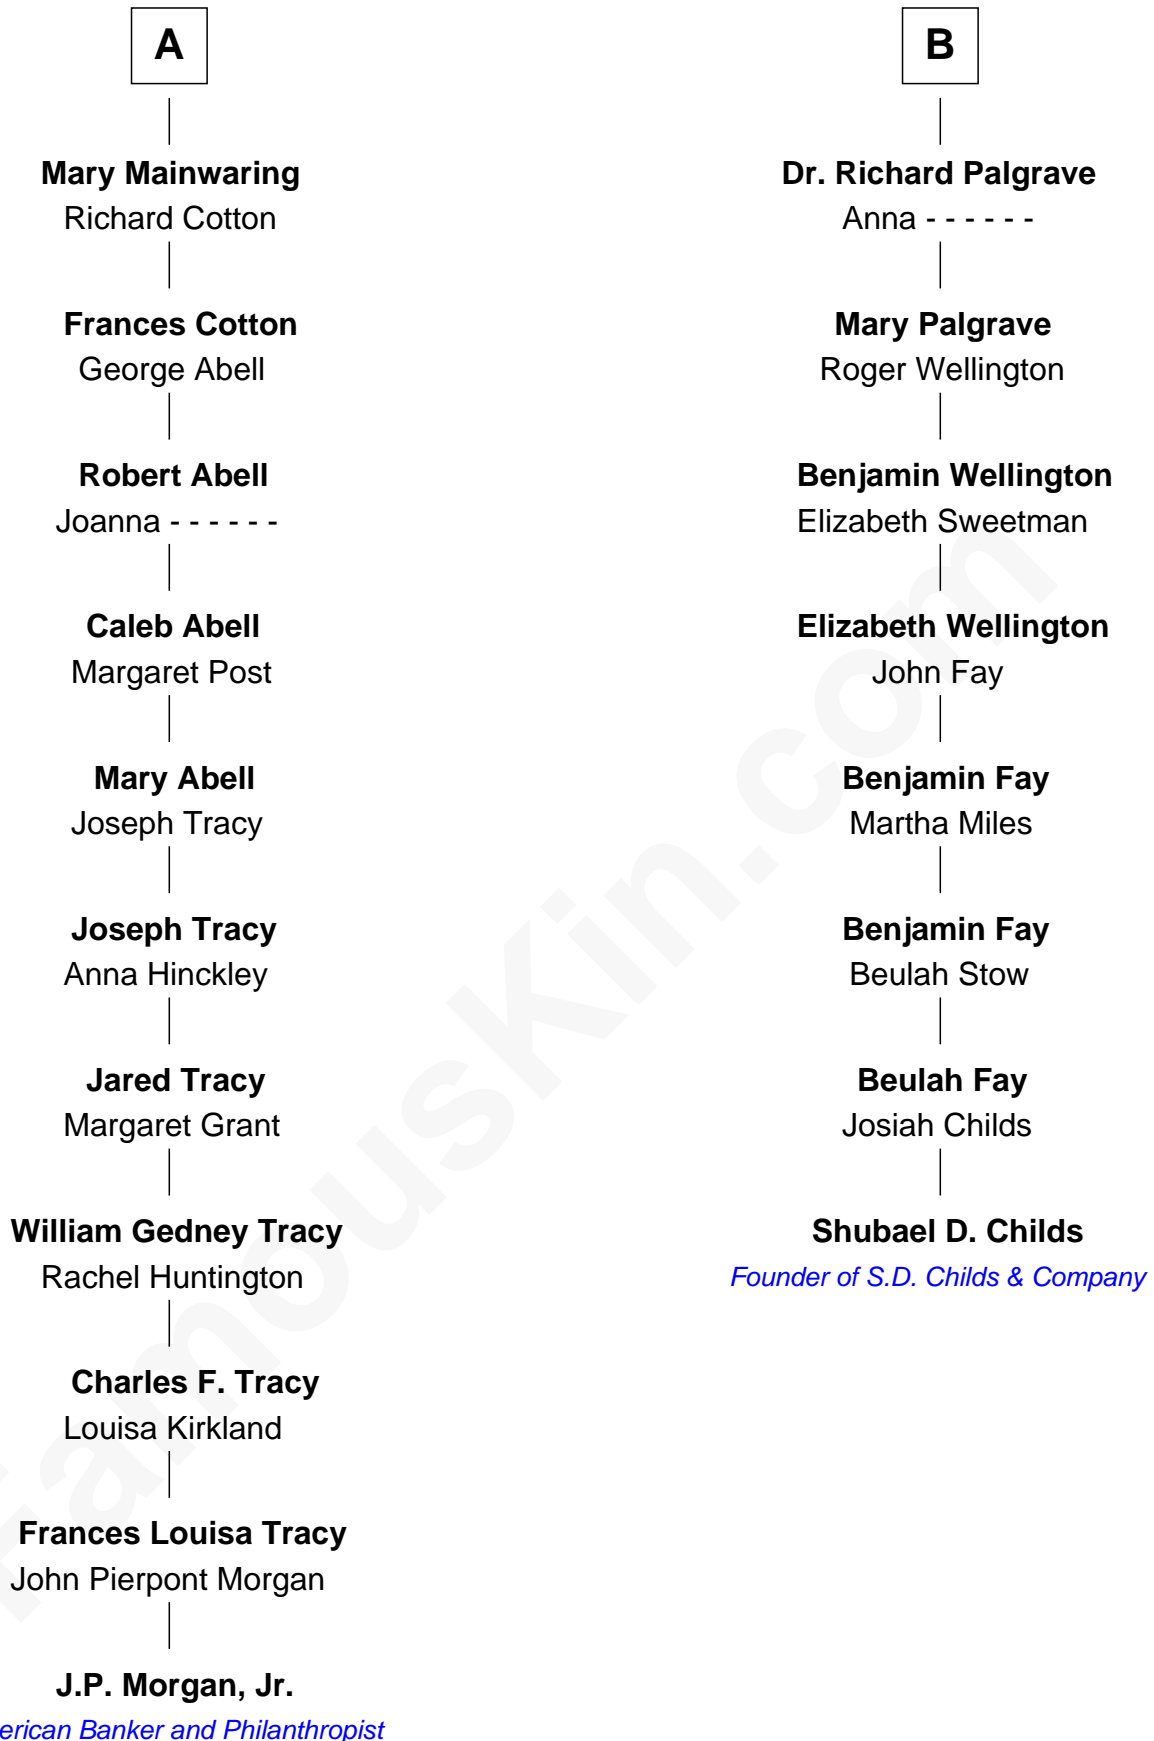 A
Mary Mainwaring
Richard Cotton
Frances Cotton
George Abell
Robert Abell
Joanna - - - - - -
Caleb Abell
Margaret Post
Mary Abell
Joseph Tracy
Joseph Tracy
Anna Hinckley
Jared Tracy
Margaret Grant
William Gedney Tracy
Rachel Huntington
Charles F. Tracy
Louisa Kirkland
Frances Louisa Tracy
John Pierpont Morgan
J.P. Morgan, Jr.
erican Banker and Philanthropist
B
Dr. Richard Palgrave
Anna - - - - - -
Mary Palgrave
Roger Wellington
Benjamin Wellington
Elizabeth Sweetman
Elizabeth Wellington
John Fay
Benjamin Fay
Martha Miles
Benjamin Fay
Beulah Stow
Beulah Fay
Josiah Childs
Shubael D. Childs
Founder of S.D. Childs & Company
FamousKin.com